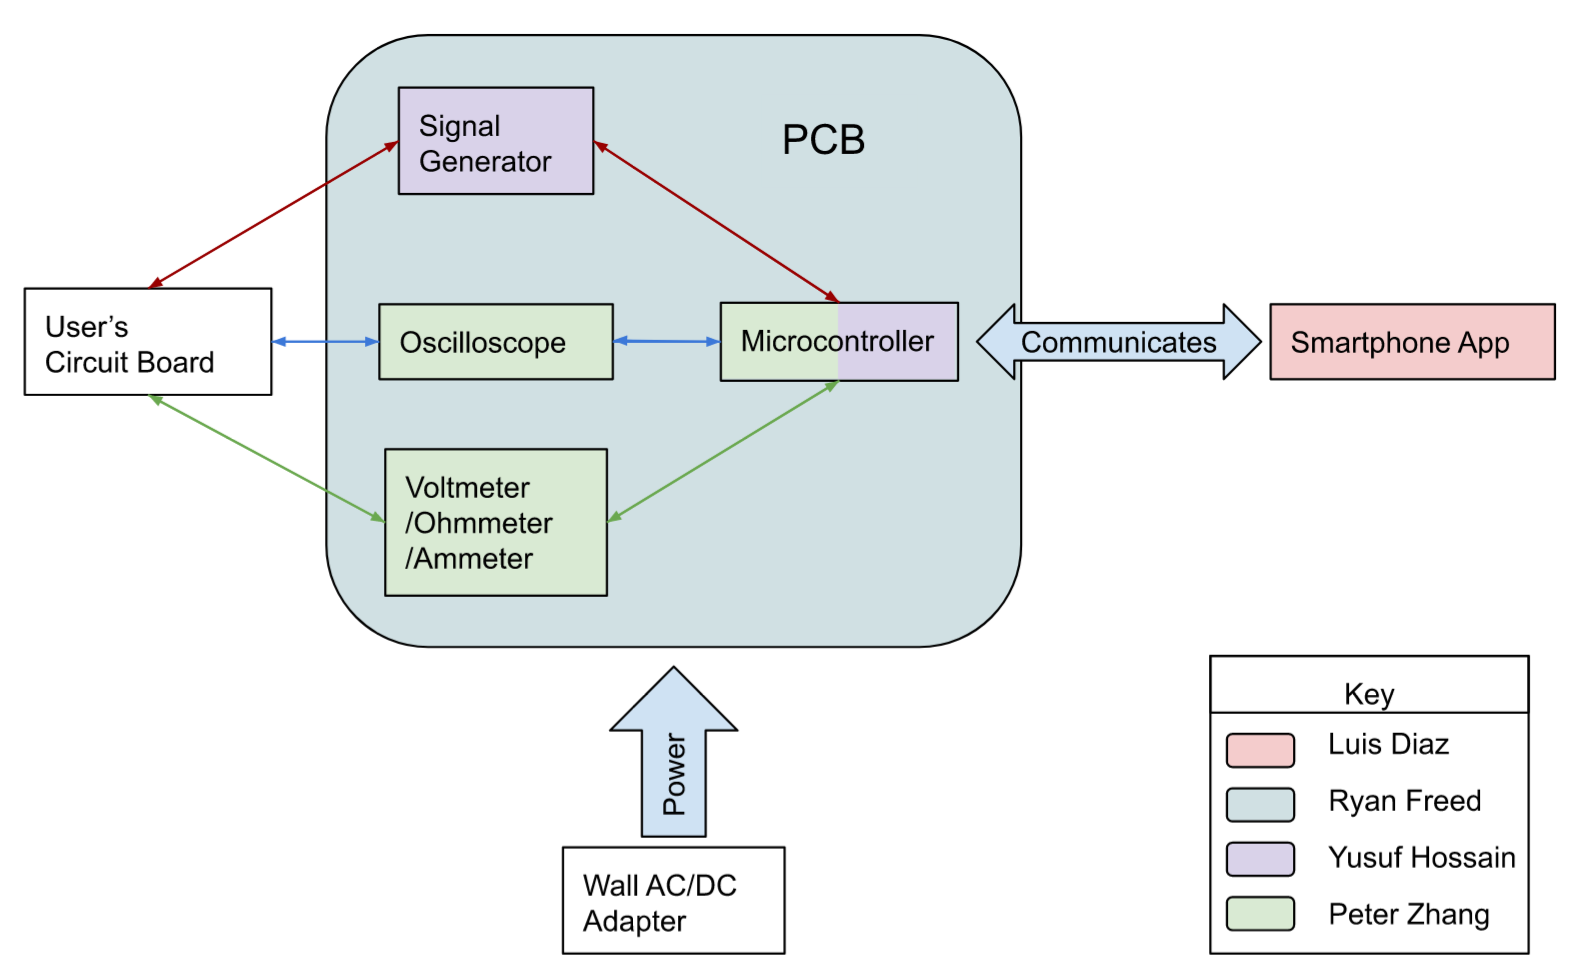 Signal
Generator
PCB
User’s
Circuit Board
Oscilloscope
Microcontroller
Communicates
Smartphone App
Voltmeter
/Ohmmeter
/Ammeter
Power
Wall AC/DC
Adapter
Key
Luis Diaz
Ryan Freed
Yusuf Hossain
Peter Zhang